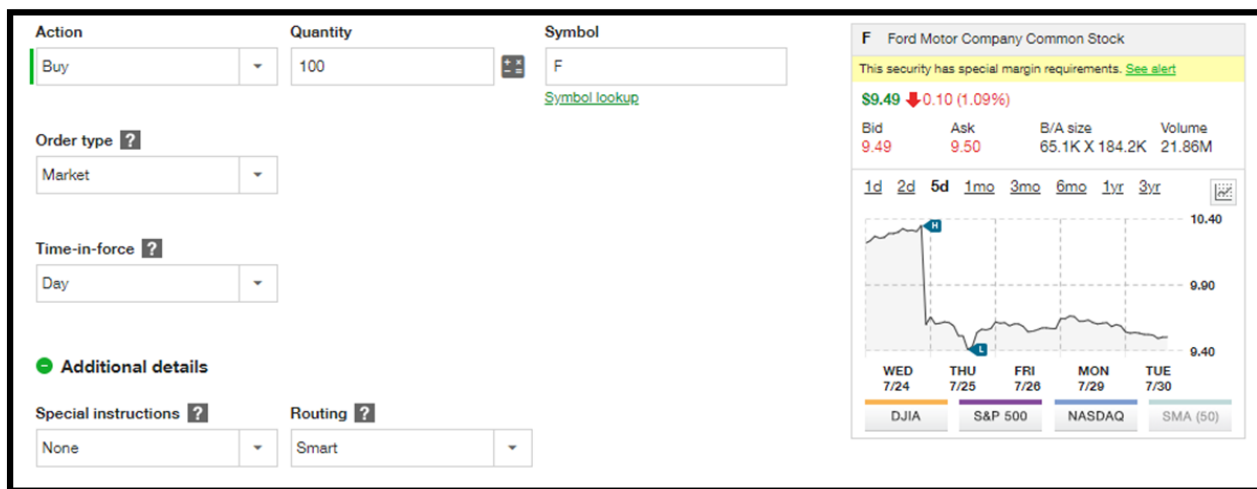 Action
Buy
Quantity
100
Symbol
F
Symbol lookup
Order type ?
Market
Time-in-force ?
Day
Additional details
Special instructions ?
None
Routing ?
Smart
F Ford Motor Company Common Stock
This security has special margin requirements. See alert
$9.49 0.10 (1.09%)
Bid Ask B/A size Volume
9.49 9.50 65.1K X 184.2K 21.86M
1d 2d 5d 1mo 3mo 6mo 1yr 3yr
H
10.40
9.90
L
9.40
WED THU FRI MON TUE
7/24 7/25 7/26 7/29 7/30
DJIA S&P 500 NASDAQ SMA (50)